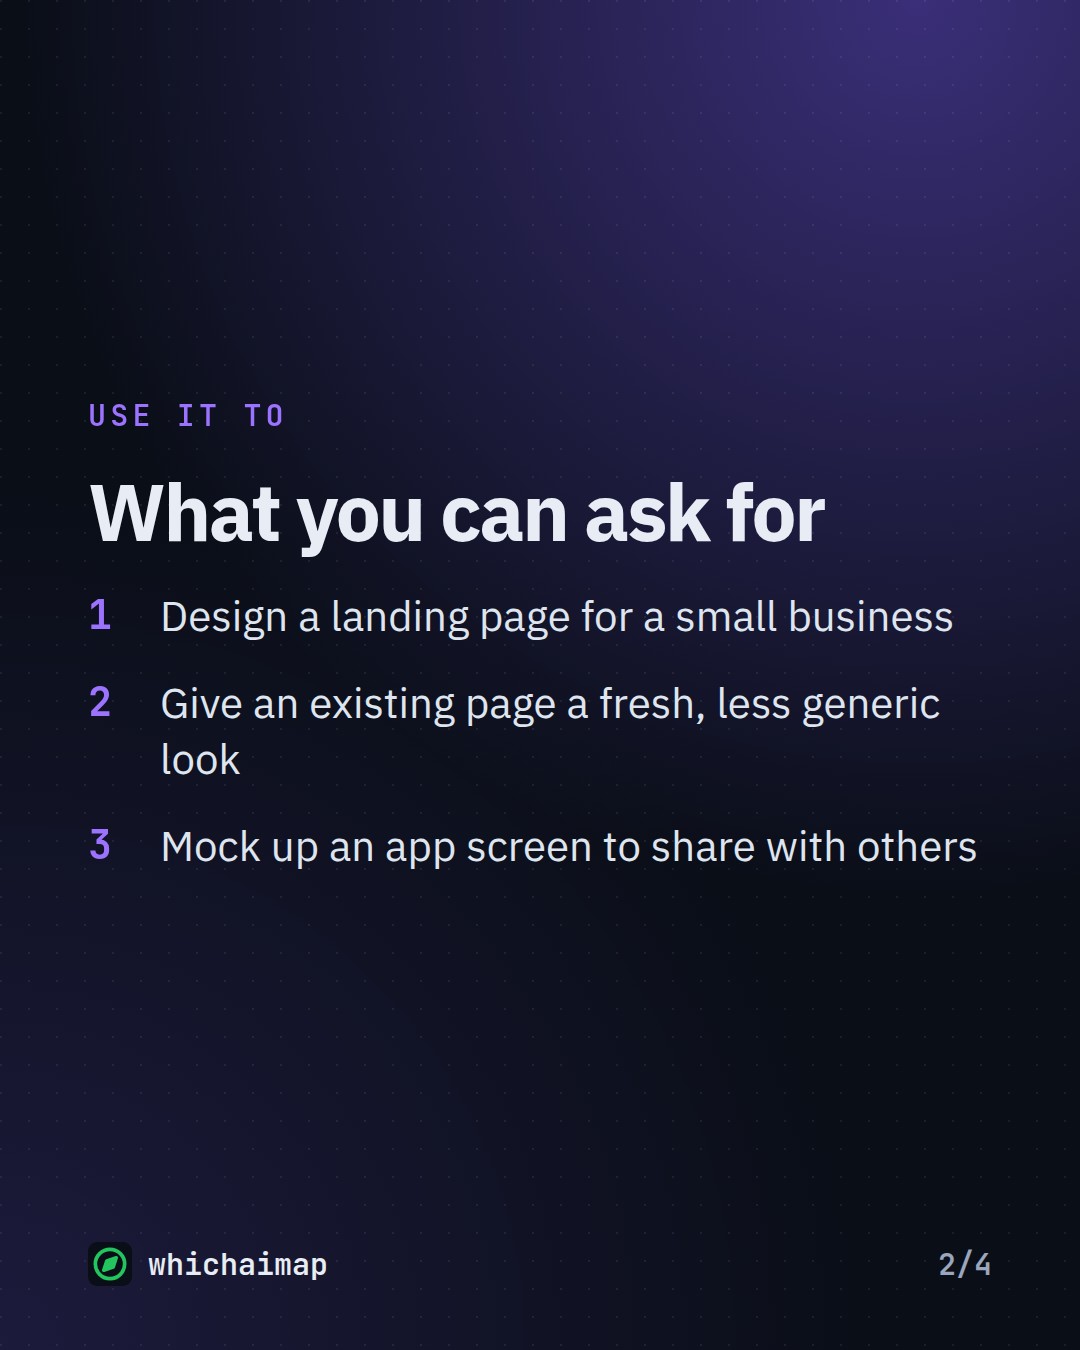 USE IT TO
What you can ask for
1 Design a landing page for a small business
2 Give an existing page a fresh, less generic
look
3 Mock up an app screen to share with others
whichaimap
2/4